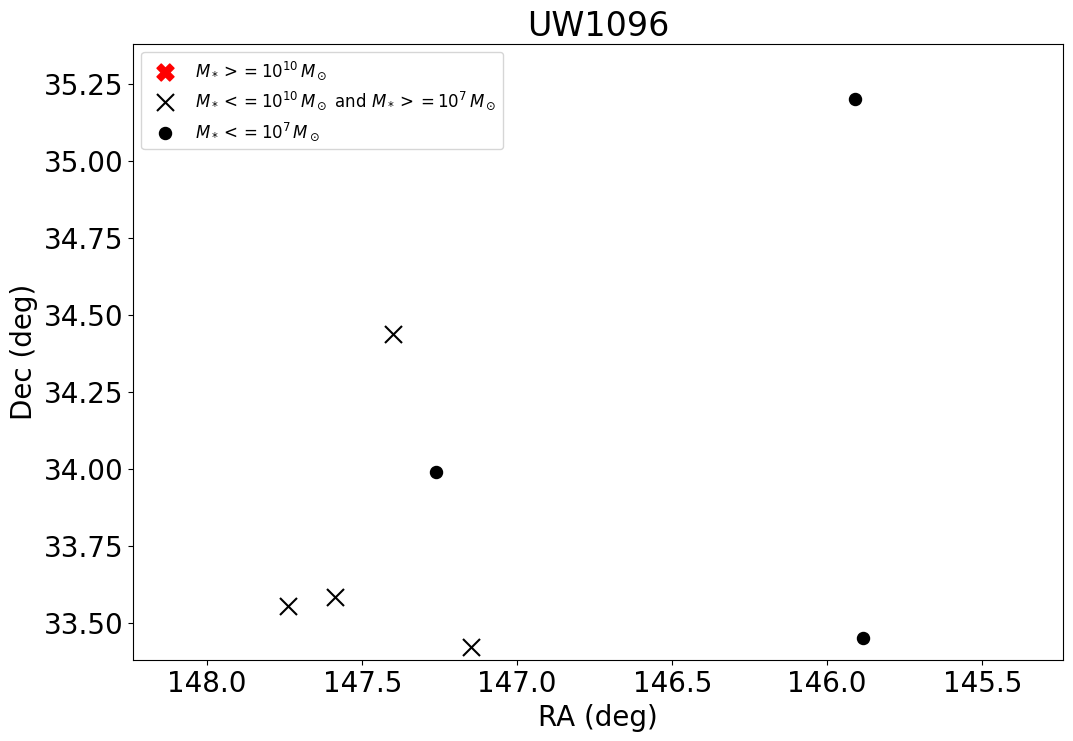 UW1096
M* >= 10^10 M⊙
M* <= 10^10 M⊙ and M* >= 10^7 M⊙
M* <= 10^7 M⊙
35.25
35.00
34.75
34.50
34.25
34.00
33.75
33.50
Dec (deg)
148.0 147.5 147.0 146.5 146.0 145.5
RA (deg)